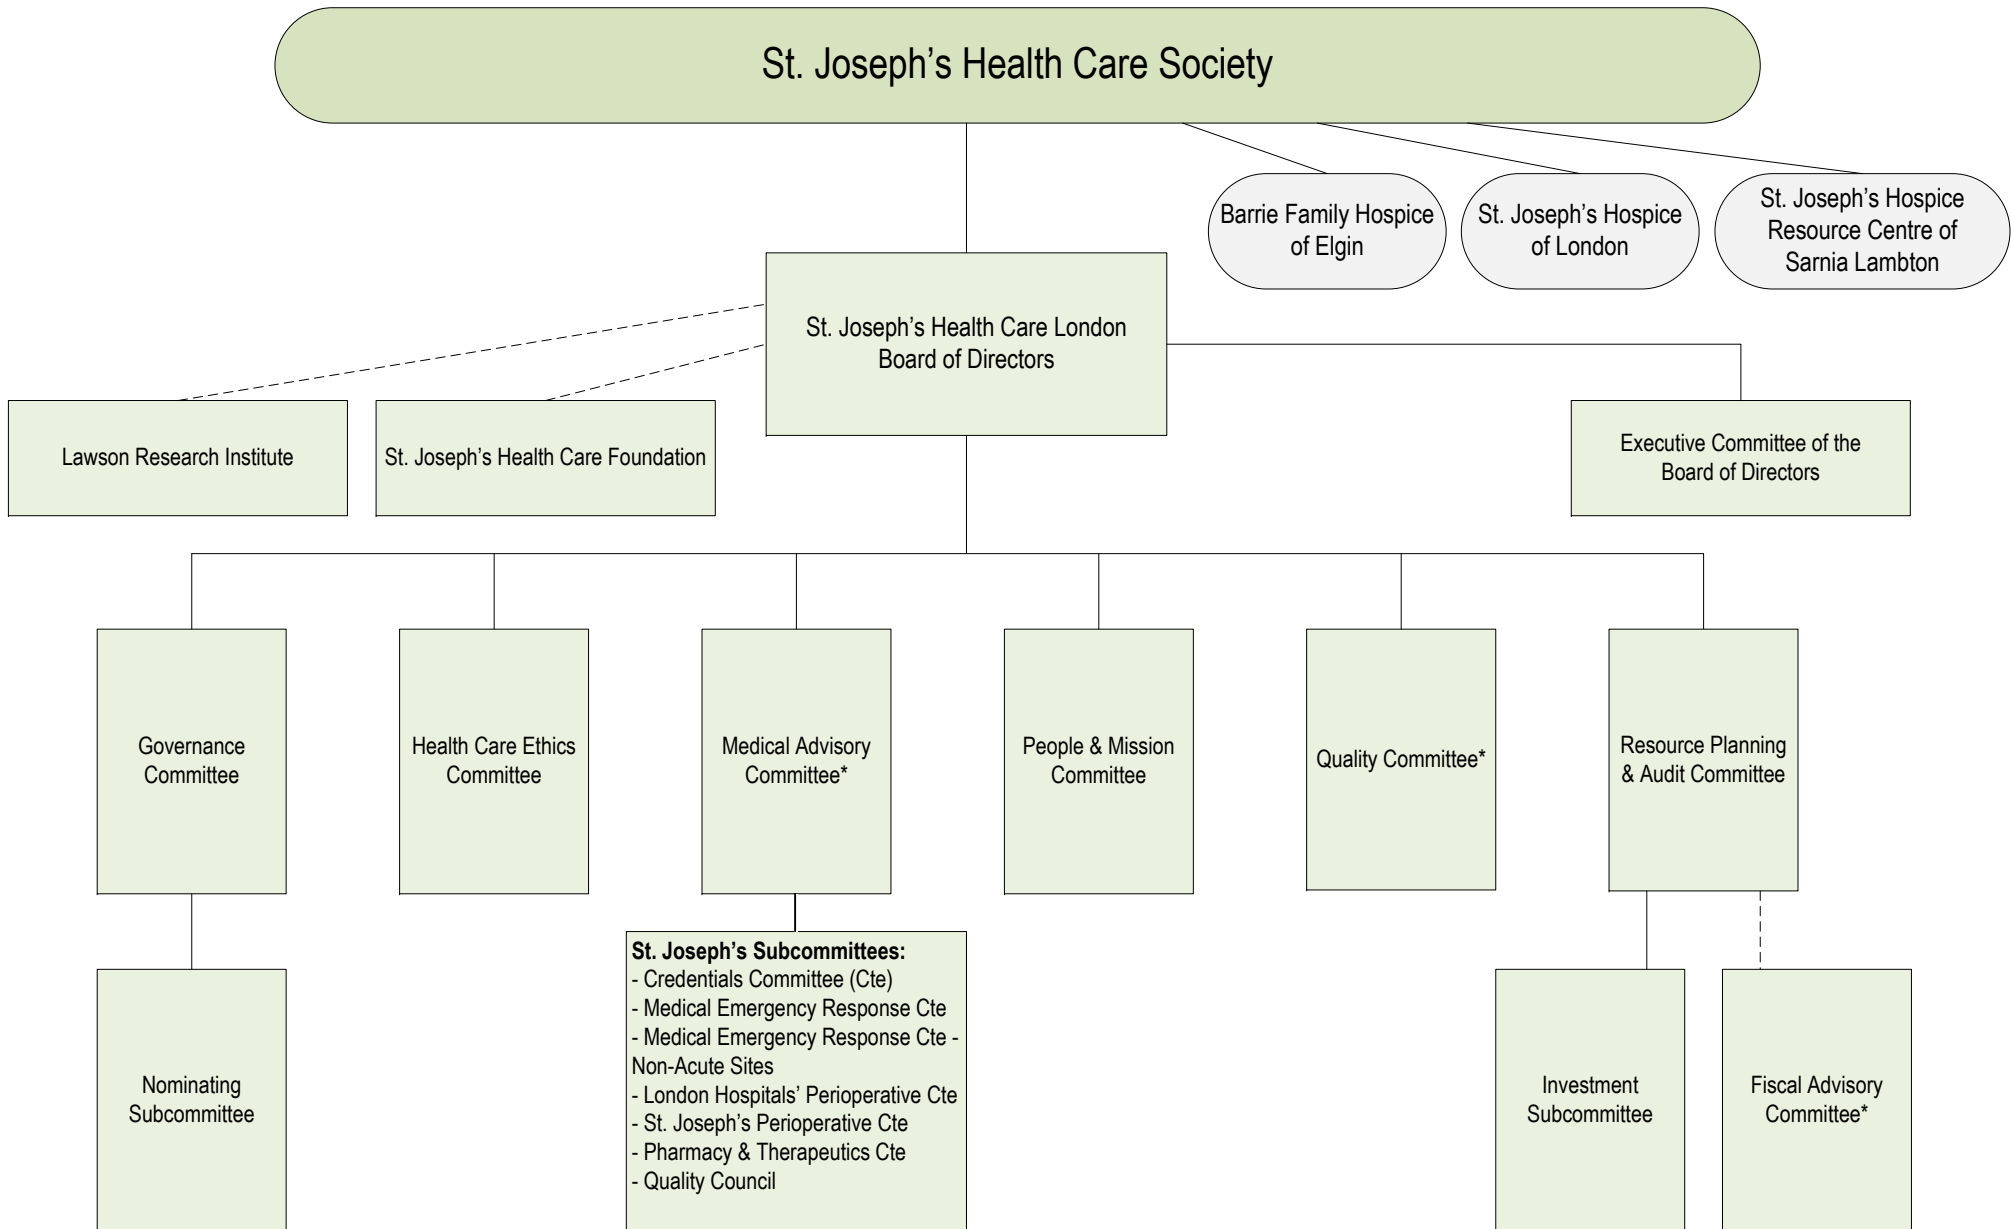 St. Joseph’s Health Care Society
Barrie Family Hospice
of Elgin
St. Joseph’s Hospice
of London
St. Joseph’s Hospice
Resource Centre of
Sarnia Lambton
St. Joseph’s Health Care London
Board of Directors
Lawson Research Institute
St. Joseph’s Health Care Foundation
Executive Committee of the
Board of Directors
Governance
Committee
Health Care Ethics
Committee
Medical Advisory
Committee*
People & Mission
Committee
Quality Committee*
Resource Planning
& Audit Committee
Nominating
Subcommittee
St. Joseph’s Subcommittees:
- Credentials Committee (Cte)
- Medical Emergency Response Cte
- Medical Emergency Response Cte -
Non-Acute Sites
- London Hospitals’ Perioperative Cte
- St. Joseph’s Perioperative Cte
- Pharmacy & Therapeutics Cte
- Quality Council
Investment
Subcommittee
Fiscal Advisory
Committee*